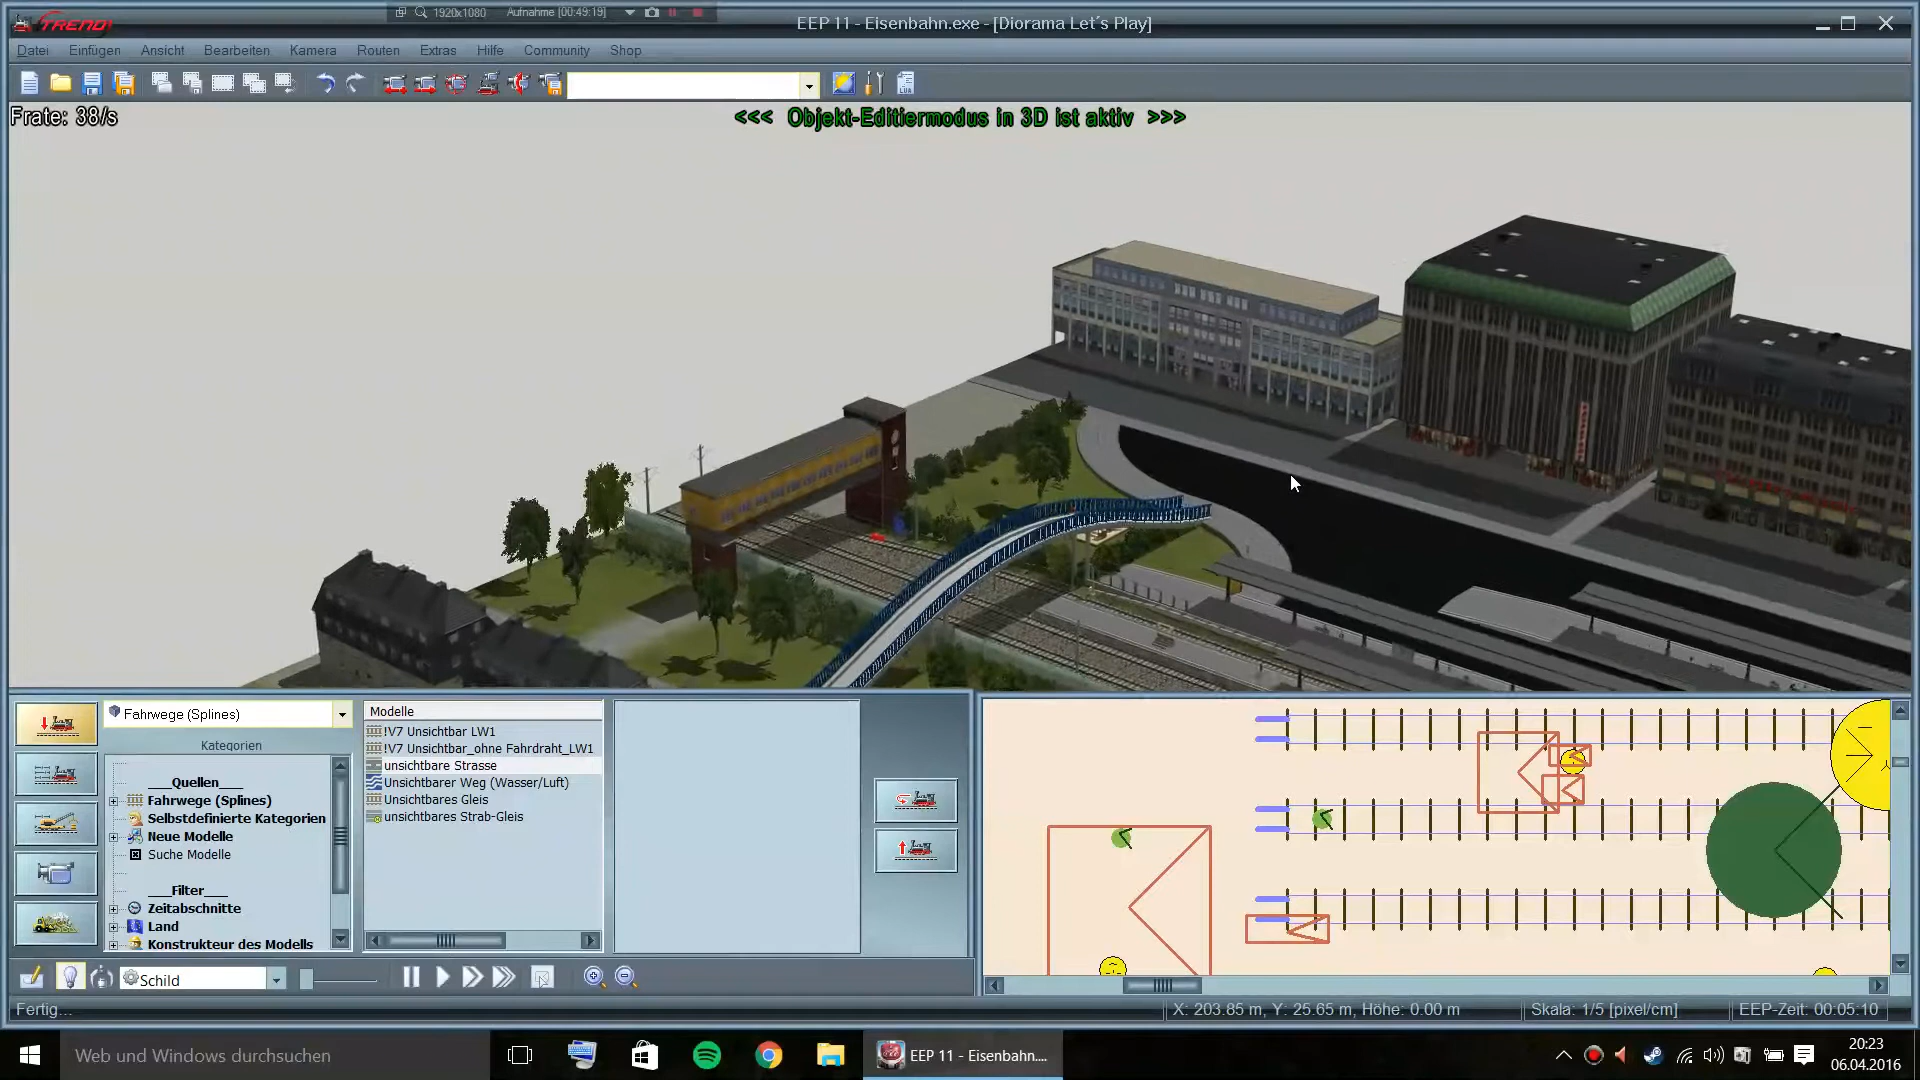 1920x1080 Aufnahme (00:49:19)
TREND
EEP 11 - Eisenbahn.exe - [Diorama Let´s Play]
Datei Einfügen Ansicht Bearbeiten Kamera Routen Extras Hilfe Community Shop
LUA
Frate: 38/s
<<< Objekt-Editiermodus in 3D ist aktiv >>>
Fahrwege (Splines)
Kategorien
___Quellen___
Fahrwege (Splines)
Selbstdefinierte Kategorien
Neue Modelle
Suche Modelle
___Filter___
Zeitabschnitte
Land
Konstrukteur des Modells
Modelle
!V7 Unsichtbar LW1
!V7 Unsichtbar_ohne Fahrdraht_LW1
unsichtbare Strasse
Unsichtbarer Weg (Wasser/Luft)
Unsichtbares Gleis
unsichtbares Strab-Gleis
Schild
Fertig...
X: 203.85 m, Y: 25.65 m, Höhe: 0.00 m
Skala: 1/5 [pixel/cm]
EEP-Zeit: 00:05:10
Web und Windows durchsuchen
EEP 11 - Eisenbahn....
20:23
06.04.2016